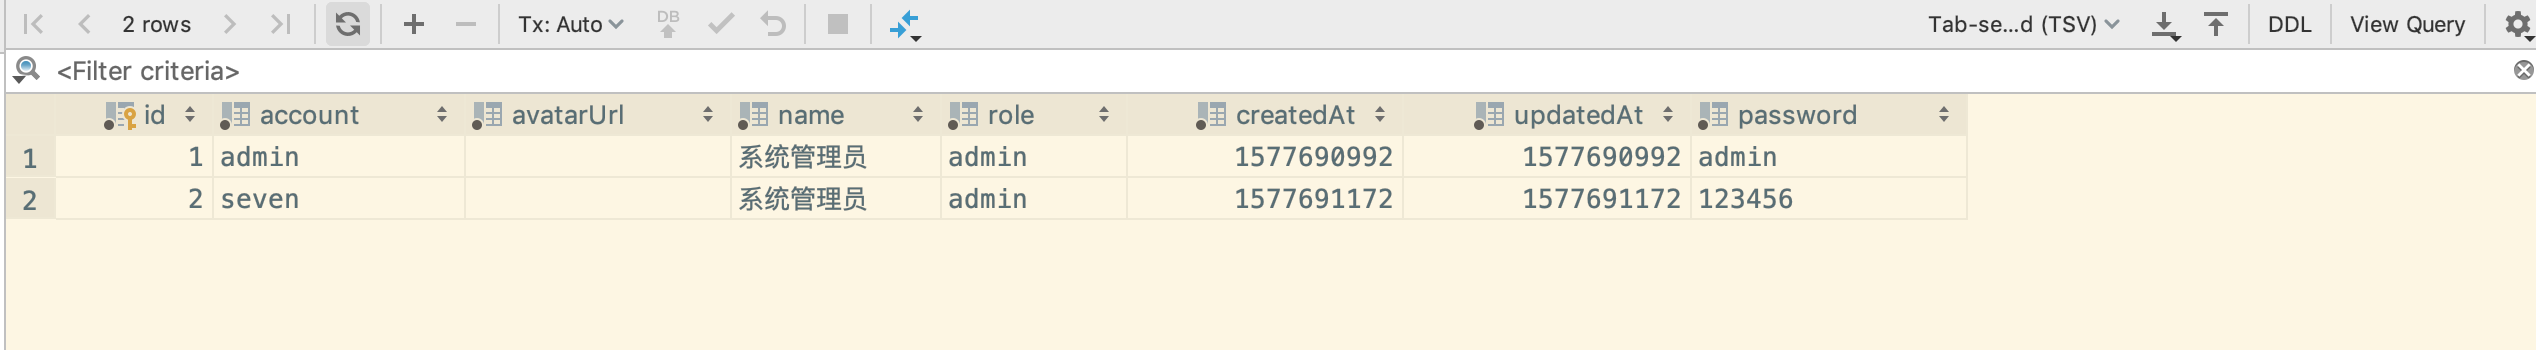 2 rows Tx: Auto DB Tab-se...d (TSV) DDL View Query
<Filter criteria>
id account avatarUrl name role createdAt updatedAt password
1 1 admin 系统管理员 admin 1577690992 1577690992 admin
2 2 seven 系统管理员 admin 1577691172 1577691172 123456